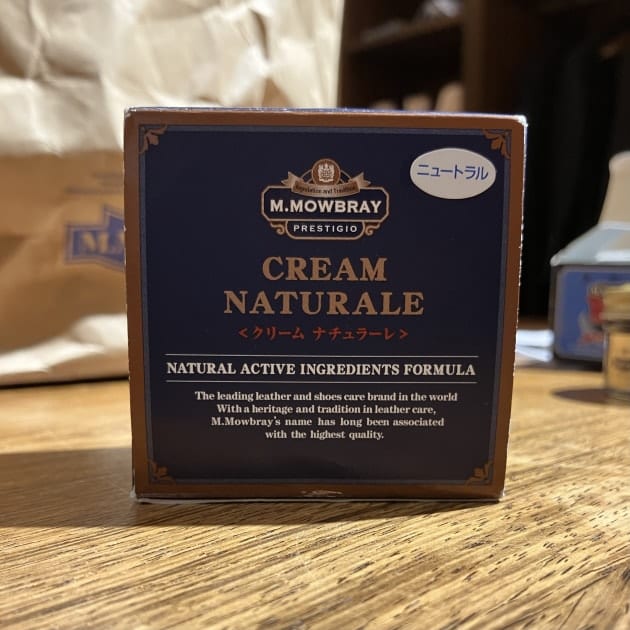 ニュートラル
Reputation and Tradition
M.MOWBRAY
PRESTIGIO
CREAM
NATURALE
<クリーム ナチュラーレ>
NATURAL ACTIVE INGREDIENTS FORMULA
The leading leather and shoes care brand in the world
With a heritage and tradition in leather care,
M.Mowbray's name has long been associated
with the highest quality.